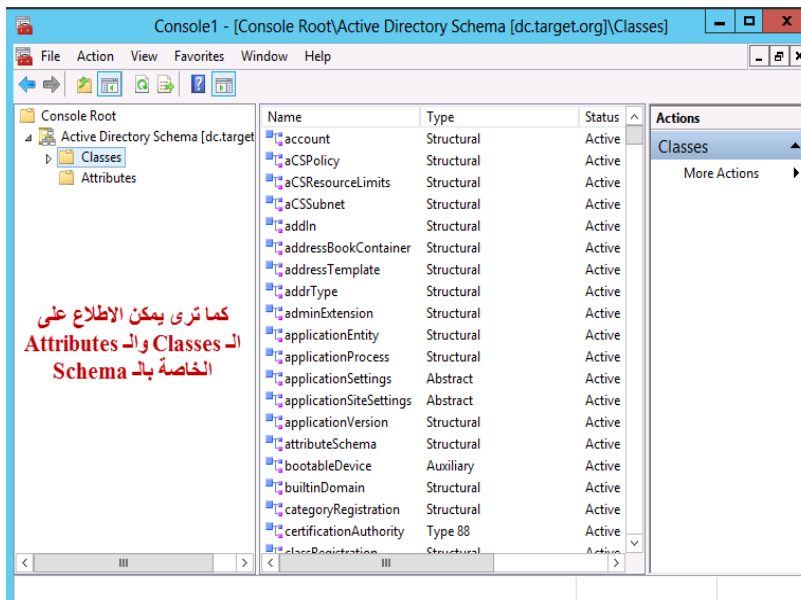 Console1 - [Console Root\Active Directory Schema [dc.target.org]\Classes]
File Action View Favorites Window Help
Console Root
Active Directory Schema [dc.target
Classes
Attributes
كما ترى يمكن الاطلاع على
الـ Classes والـ Attributes
الخاصة بالـ Schema
Name Type Status
account Structural Active
aCSPolicy Structural Active
aCSResourceLimits Structural Active
aCSSubnet Structural Active
addIn Structural Active
addressBookContainer Structural Active
addressTemplate Structural Active
addrType Structural Active
adminExtension Structural Active
applicationEntity Structural Active
applicationProcess Structural Active
applicationSettings Abstract Active
applicationSiteSettings Abstract Active
applicationVersion Structural Active
attributeSchema Structural Active
bootableDevice Auxiliary Active
builtinDomain Structural Active
categoryRegistration Structural Active
certificationAuthority Type 88 Active
classRegistration Structural Active
Actions
Classes
More Actions